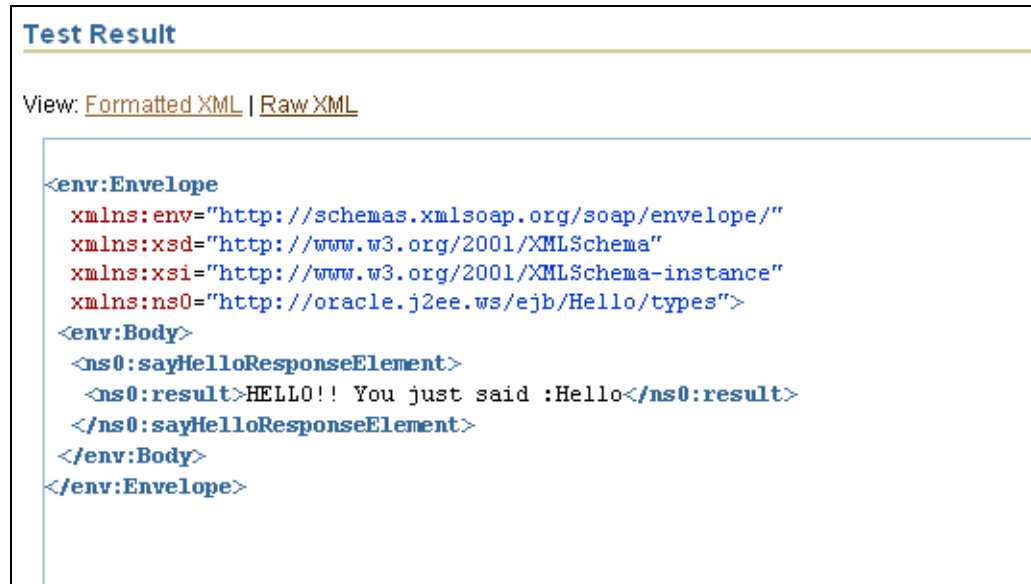 Test Result
View: Formatted XML | Raw XML
<env:Envelope
xmlns:env="http://schemas.xmlsoap.org/soap/envelope/"
xmlns:xsd="http://www.w3.org/2001/XMLSchema"
xmlns:xsi="http://www.w3.org/2001/XMLSchema-instance"
xmlns:ns0="http://oracle.j2ee.ws/ejb/Hello/types">
<env:Body>
<ns0:sayHelloResponseElement>
<ns0:result>HELLO!! You just said :Hello</ns0:result>
</ns0:sayHelloResponseElement>
</env:Body>
</env:Envelope>